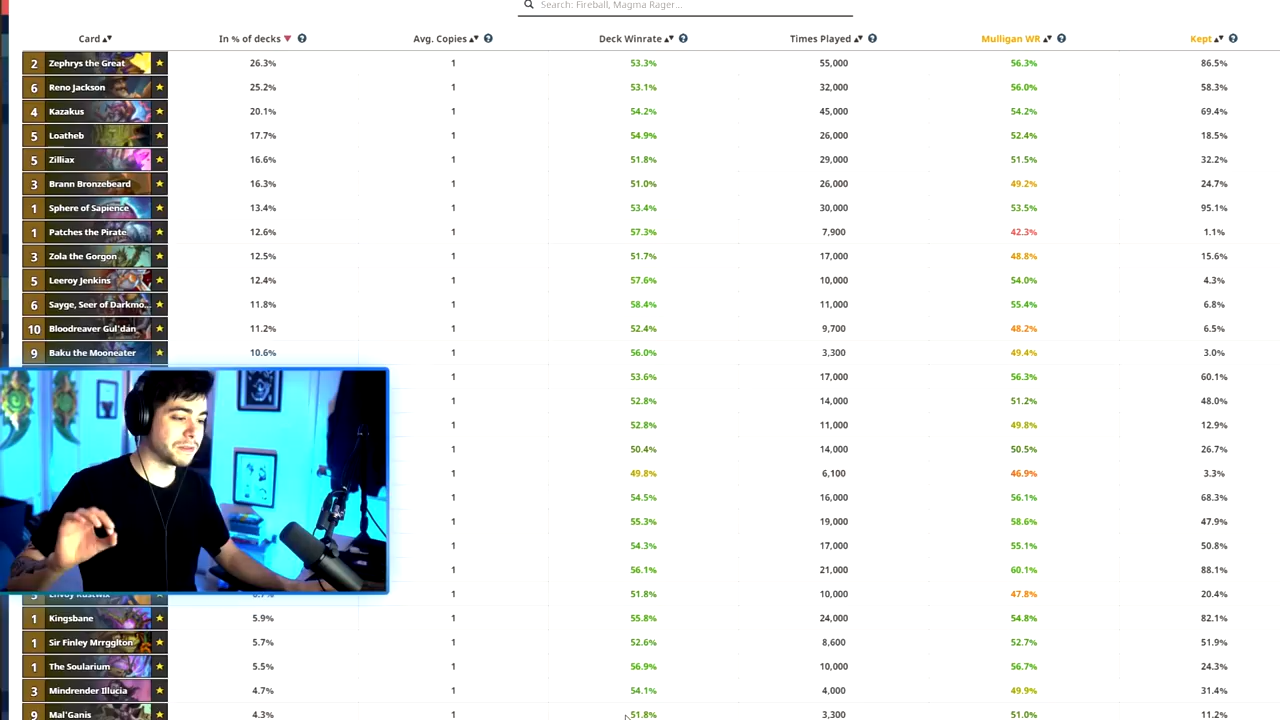 Search: Fireball, Magma Rager...
Card In % of decks Avg. Copies Deck Winrate Times Played Mulligan WR Kept
2 Zephrys the Great 26.3% 1 53.3% 55,000 56.3% 86.5%
6 Reno Jackson 25.2% 1 53.1% 32,000 56.0% 58.3%
4 Kazakus 20.1% 1 54.2% 45,000 54.2% 69.4%
5 Loatheb 17.7% 1 54.9% 26,000 52.4% 18.5%
5 Zilliax 16.6% 1 51.8% 29,000 51.5% 32.2%
3 Brann Bronzebeard 16.3% 1 51.0% 26,000 49.2% 24.7%
1 Sphere of Sapience 13.4% 1 53.4% 30,000 53.5% 95.1%
1 Patches the Pirate 12.6% 1 57.3% 7,900 42.3% 1.1%
3 Zola the Gorgon 12.5% 1 51.7% 17,000 48.8% 15.6%
5 Leeroy Jenkins 12.4% 1 57.6% 10,000 54.0% 4.3%
6 Sayge, Seer of Darkmo... 11.8% 1 58.4% 11,000 55.4% 6.8%
10 Bloodreaver Gul'dan 11.2% 1 52.4% 9,700 48.2% 6.5%
9 Baku the Mooneater 10.6% 1 56.0% 3,300 49.4% 3.0%
1 53.6% 17,000 56.3% 60.1%
1 52.8% 14,000 51.2% 48.0%
1 52.8% 11,000 49.8% 12.9%
1 50.4% 14,000 50.5% 26.7%
1 49.8% 6,100 46.9% 3.3%
1 54.5% 16,000 56.1% 68.3%
1 55.3% 19,000 58.6% 47.9%
1 54.3% 17,000 55.1% 50.8%
1 56.1% 21,000 60.1% 88.1%
1 51.8% 10,000 47.8% 20.4%
1 Kingsbane 5.9% 1 55.8% 24,000 54.8% 82.1%
1 Sir Finley Mrrgglton 5.7% 1 52.6% 8,600 52.7% 51.9%
1 The Soularium 5.5% 1 56.9% 10,000 56.7% 24.3%
3 Mindrender Illucia 4.7% 1 54.1% 4,000 49.9% 31.4%
9 Mal'Ganis 4.3% 1 51.8% 3,300 51.0% 11.2%